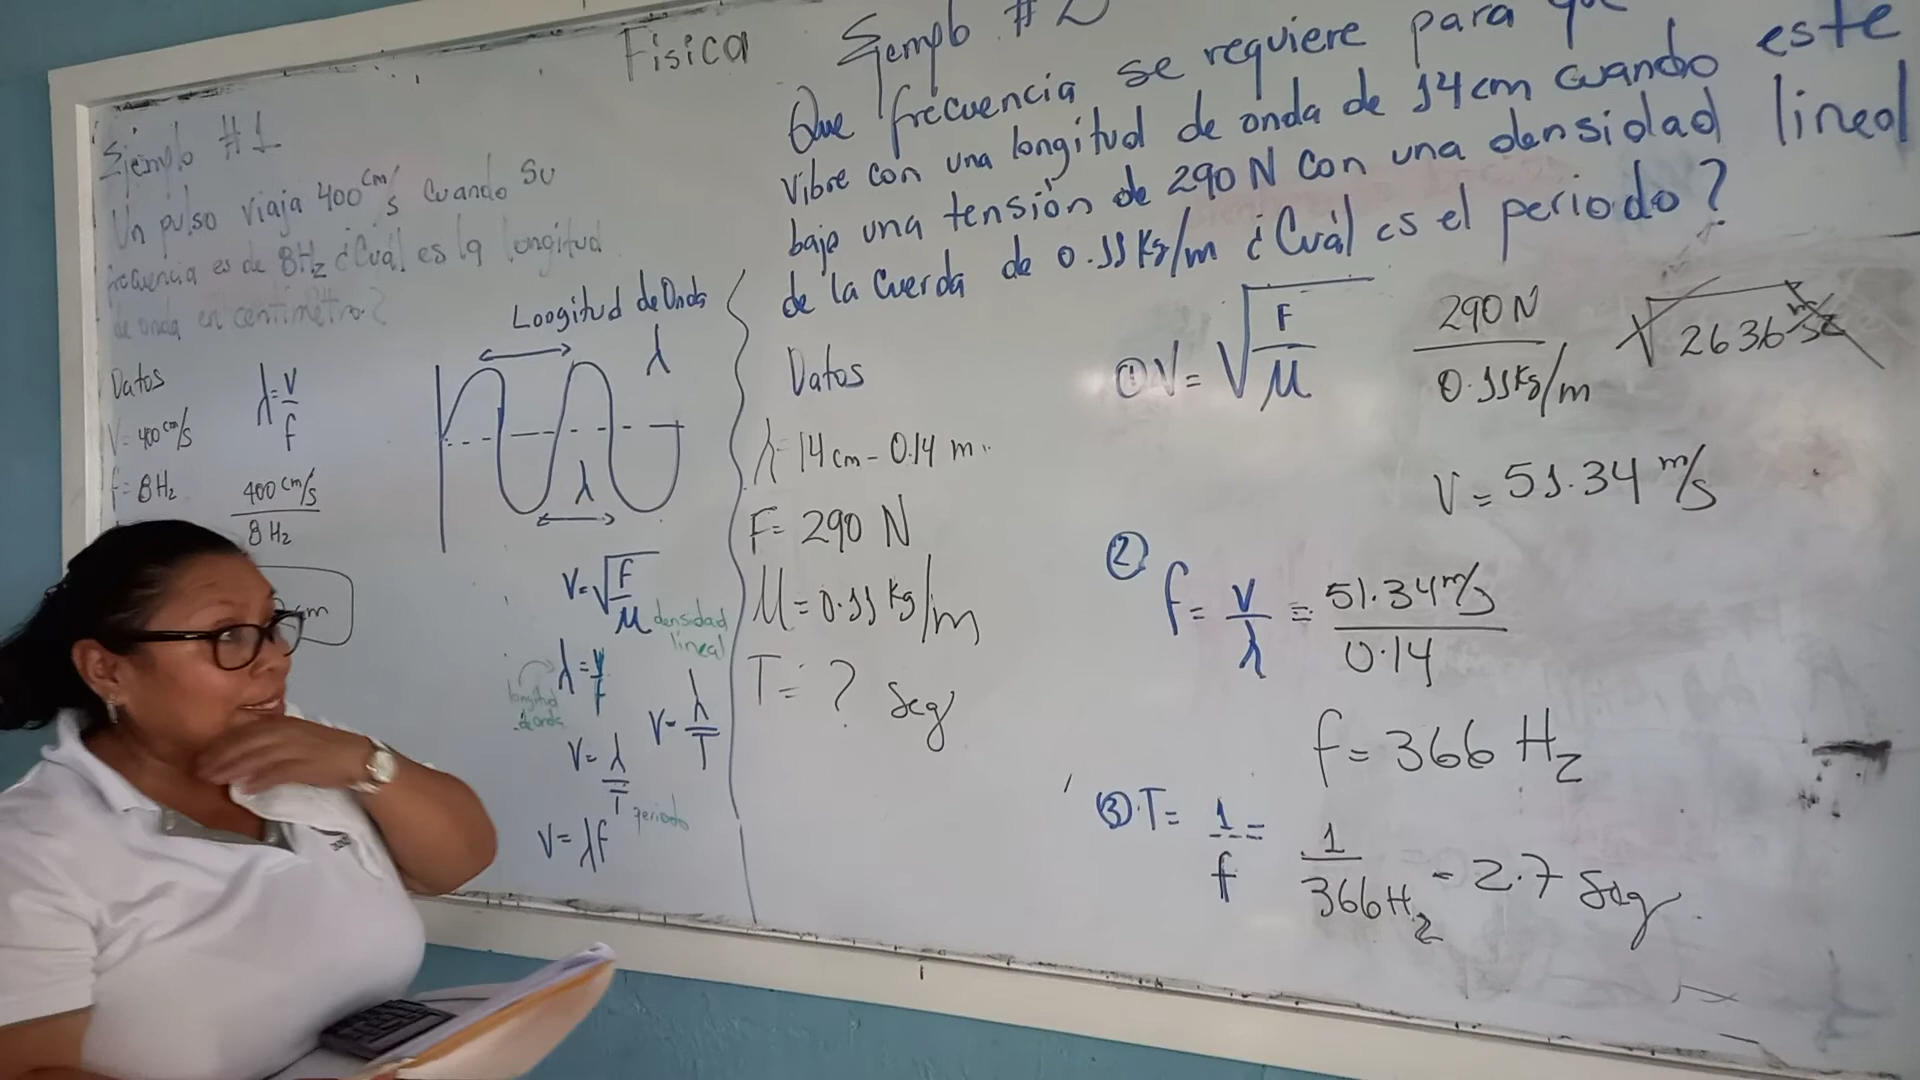 Fisica
Ejemplo #1
Un pulso viaja 400 cm/s cuando su
frecuencia es de 8Hz ¿Cuál es la longitud
de onda en centímetro?
Datos
V = 400 cm/s
f = 8Hz
λ = v/f
400 cm/s
8 Hz
cm
Loogitud de Onda
λ
λ
V = √F/μ
densidad
lineal
λ = v/f
longitud
de onda
V = λ/T
V = λ/T
periodo
V = λf
Ejemplo #2
Que frecuencia se requiere para que este
vibre con una longitud de onda de 14 cm cuando
bajo una tensión de 290 N con una densidad lineal
de la cuerda de 0.11 Kg/m ¿Cuál es el periodo?
Datos
λ = 14 cm - 0.14 m
F = 290 N
μ = 0.11 Kg/m
T = ? Seg
① V = √F/μ
290 N
0.11 Kg/m
V = 51.34 m/s
② f = v/λ = 51.34 m/s / 0.14
f = 366 Hz
③ T = 1/f = 1/366 Hz = 2.7 Seg